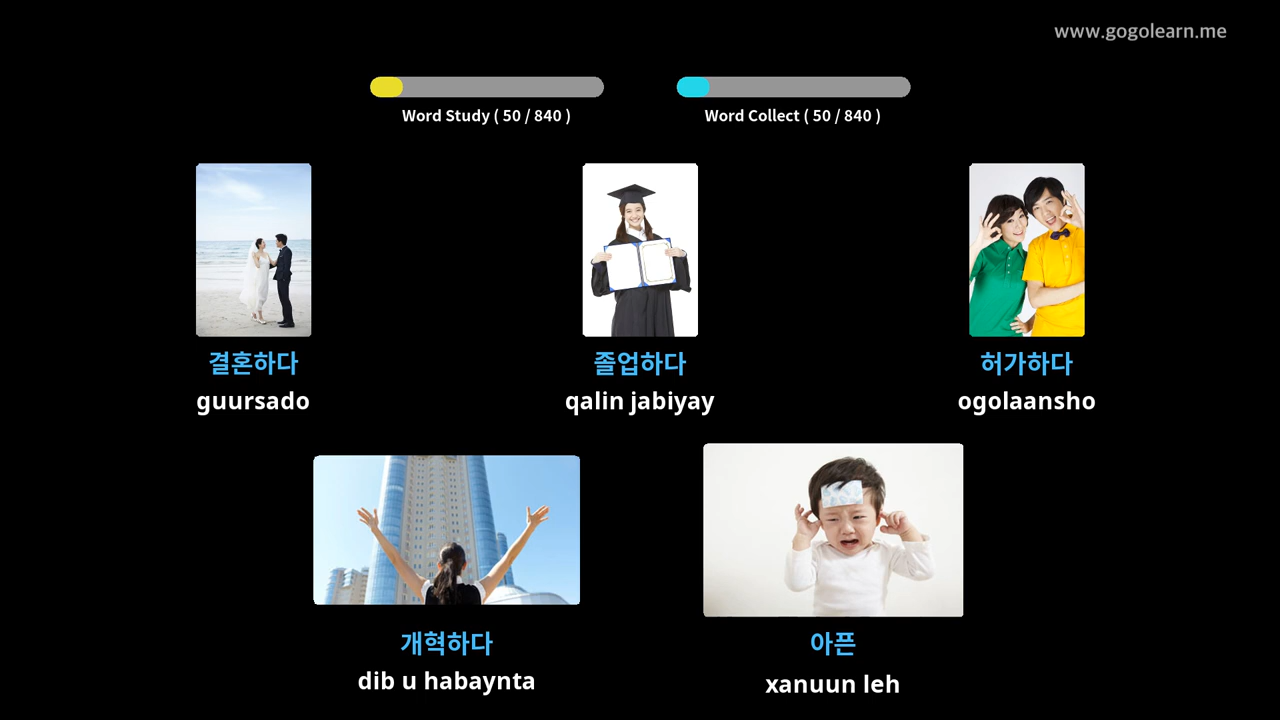 www.gogolearn.me
Word Study ( 50 / 840 )
Word Collect ( 50 / 840 )
결혼하다
guursado
졸업하다
qalin jabiyay
허가하다
ogolaansho
개혁하다
dib u habaynta
아픈
xanuun leh